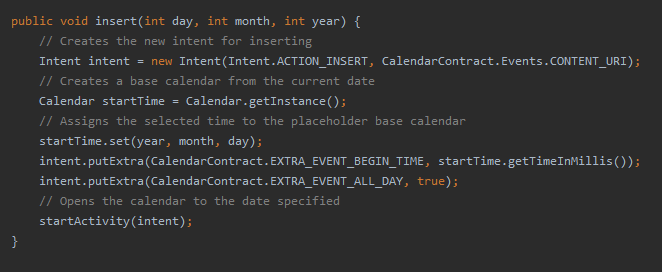 public void insert(int day, int month, int year) {
    // Creates the new intent for inserting
    Intent intent = new Intent(Intent.ACTION_INSERT, CalendarContract.Events.CONTENT_URI);
    // Creates a base calendar from the current date
    Calendar startTime = Calendar.getInstance();
    // Assigns the selected time to the placeholder base calendar
    startTime.set(year, month, day);
    intent.putExtra(CalendarContract.EXTRA_EVENT_BEGIN_TIME, startTime.getTimeInMillis());
    intent.putExtra(CalendarContract.EXTRA_EVENT_ALL_DAY, true);
    // Opens the calendar to the date specified
    startActivity(intent);
}